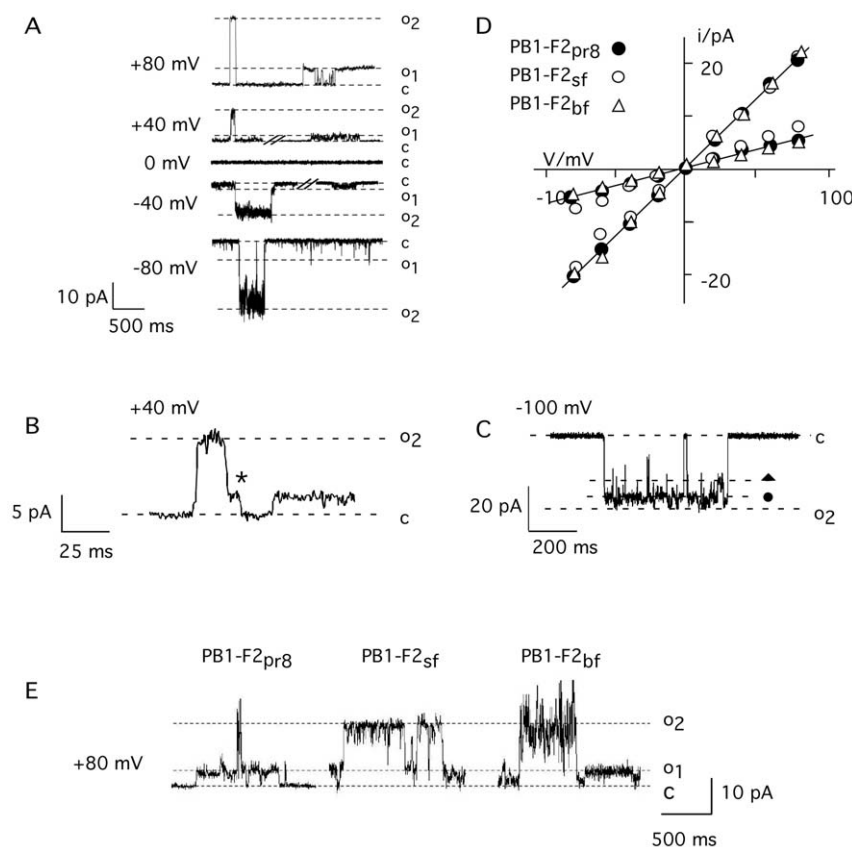 A
+80 mV
o2
o1
c
+40 mV
o2
o1
c
0 mV
c
-40 mV
c
o1
o2
-80 mV
c
o1
o2
10 pA
500 ms
D
i/pA
PB1-F2pr8
PB1-F2sf
PB1-F2bf
20
V/mV
-100
100
-20
B
+40 mV
o2
*
c
5 pA
25 ms
C
-100 mV
c
o2
20 pA
200 ms
E
PB1-F2pr8 PB1-F2sf PB1-F2bf
+80 mV
o2
o1
c
10 pA
500 ms